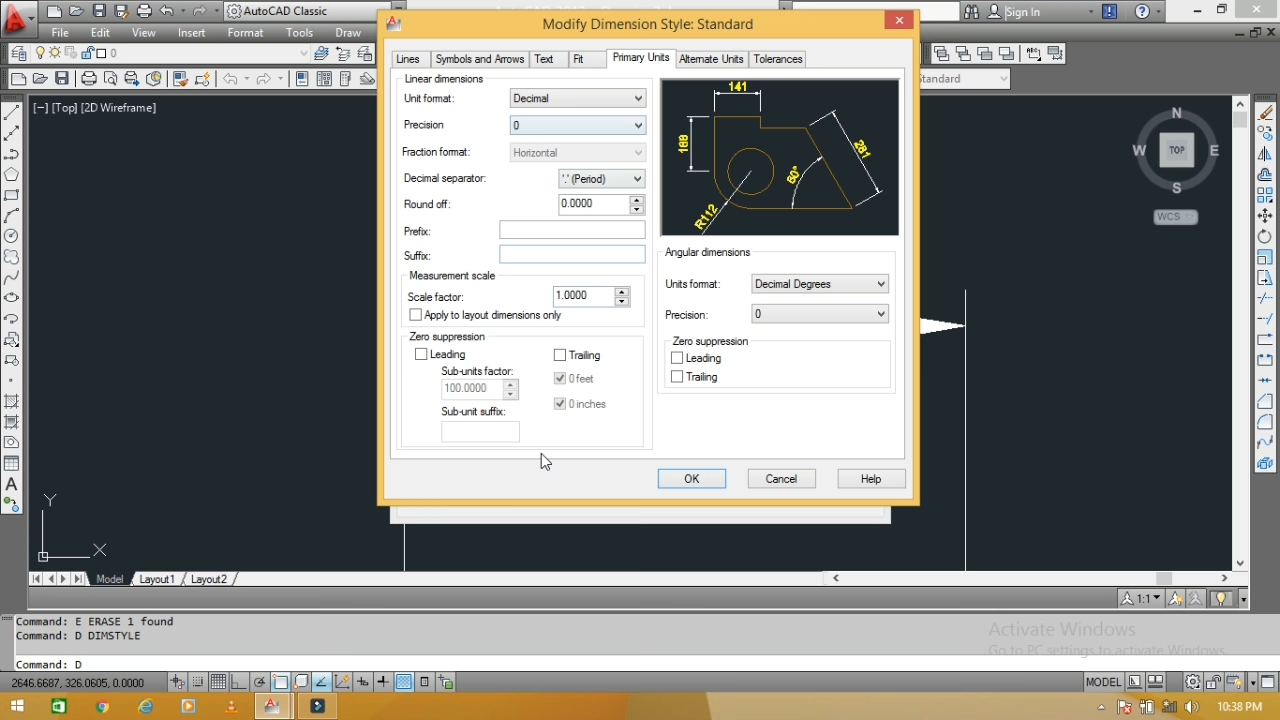 AutoCAD Classic
Sign In
File
Edit
View
Insert
Format
Tools
Draw
0
Standard
[−] [Top] [2D Wireframe]
Modify Dimension Style: Standard
Lines
Symbols and Arrows
Text
Fit
Primary Units
Alternate Units
Tolerances
Linear dimensions
Unit format:
Decimal
Precision
0
Fraction format:
Horizontal
Decimal separator:
'.' (Period)
Round off:
0.0000
Prefix:
Suffix:
Measurement scale
Scale factor:
1.0000
Apply to layout dimensions only
Zero suppression
Leading
Trailing
Sub-units factor:
100.0000
0 feet
Sub-unit suffix:
0 inches
141
168
281
60°
R112
Angular dimensions
Units format:
Decimal Degrees
Precision:
0
Zero suppression
Leading
Trailing
OK
Cancel
Help
N
W
TOP
E
S
WCS
Y
X
Model
Layout1
Layout2
1:1
Command: E ERASE 1 found
Command: D DIMSTYLE
Command: D
Activate Windows
Go to PC settings to activate Windows.
2646.6687, 326.0605, 0.0000
MODEL
10:38 PM